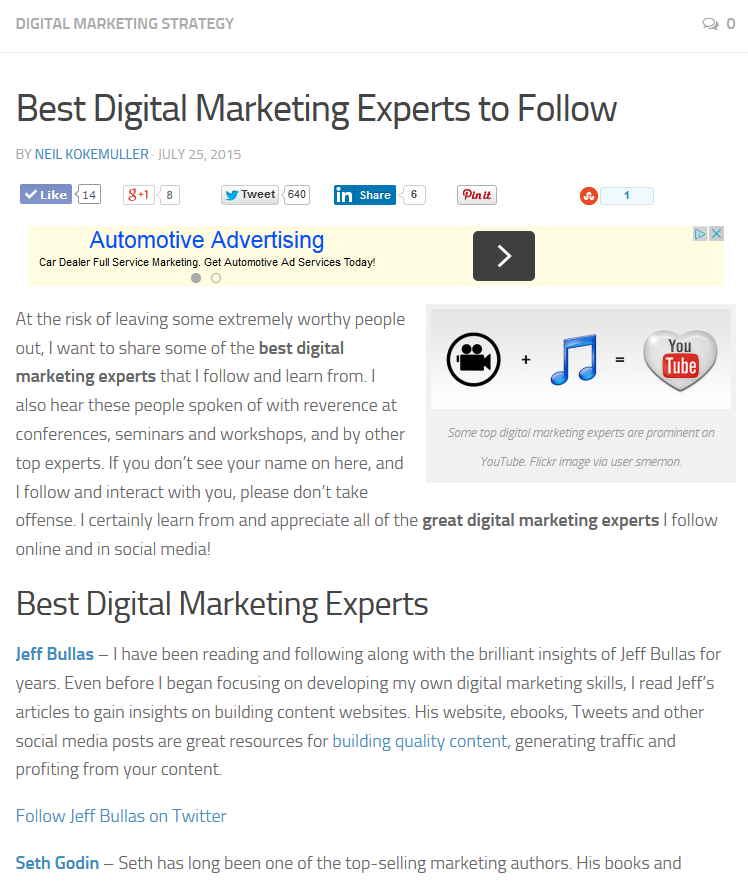 DIGITAL MARKETING STRATEGY
0
Best Digital Marketing Experts to Follow
BY NEIL KOKEMULLER · JULY 25, 2015
Like 14 g+1 8 Tweet 640 in Share 6 Pin it 1
Automotive Advertising
Car Dealer Full Service Marketing. Get Automotive Ad Services Today!
At the risk of leaving some extremely worthy people
out, I want to share some of the best digital
marketing experts that I follow and learn from. I
also hear these people spoken of with reverence at
conferences, seminars and workshops, and by other
top experts. If you don’t see your name on here, and
I follow and interact with you, please don’t take
offense. I certainly learn from and appreciate all of the great digital marketing experts I follow
online and in social media!
+ = You
Tube
Some top digital marketing experts are prominent on
YouTube. Flickr image via user smemon.
Best Digital Marketing Experts
Jeff Bullas – I have been reading and following along with the brilliant insights of Jeff Bullas for
years. Even before I began focusing on developing my own digital marketing skills, I read Jeff’s
articles to gain insights on building content websites. His website, ebooks, Tweets and other
social media posts are great resources for building quality content, generating traffic and
profiting from your content.
Follow Jeff Bullas on Twitter
Seth Godin – Seth has long been one of the top-selling marketing authors. His books and